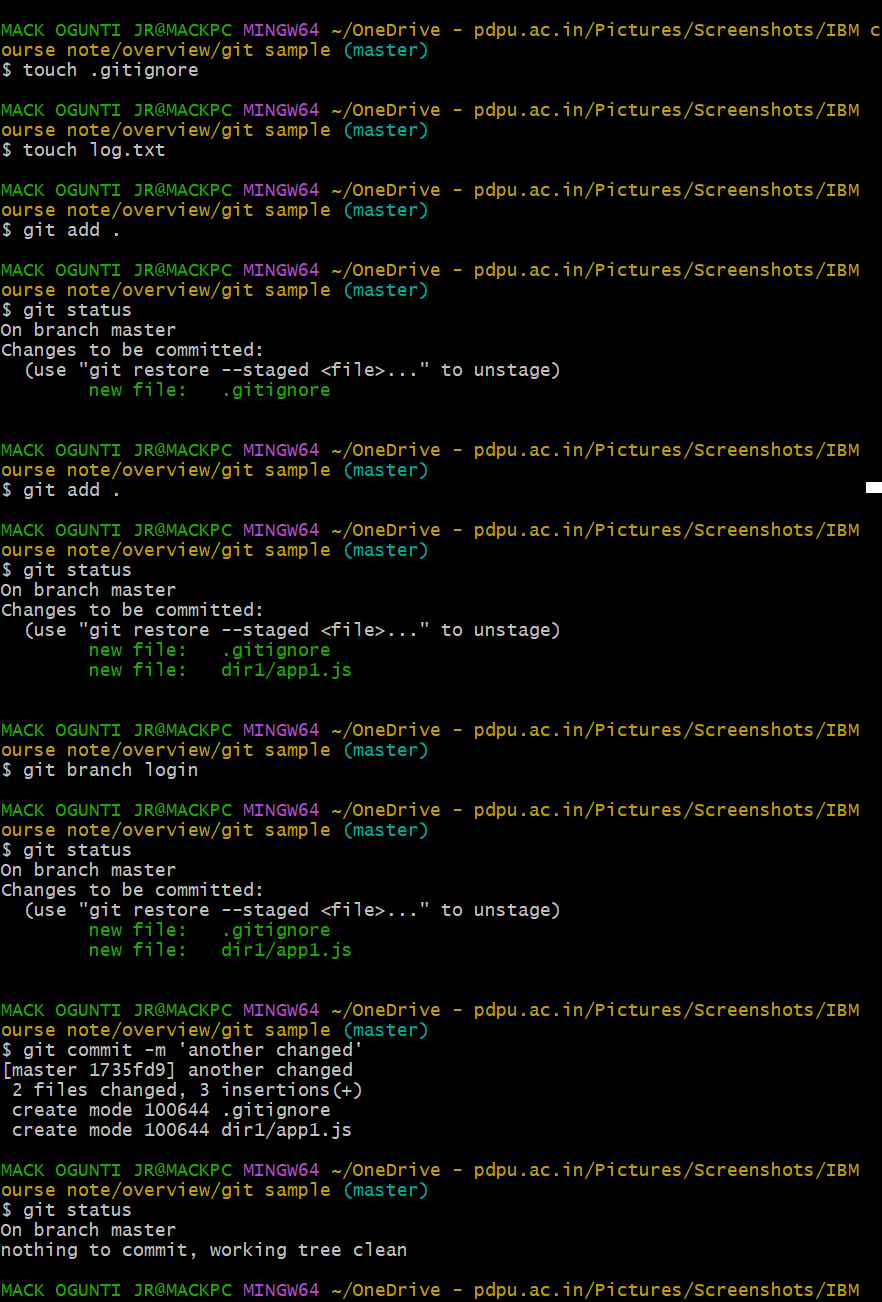 MACK OGUNTI JR@MACKPC MINGW64 ~/OneDrive - pdpu.ac.in/Pictures/Screenshots/IBM c
ourse note/overview/git sample (master)
$ touch .gitignore
MACK OGUNTI JR@MACKPC MINGW64 ~/OneDrive - pdpu.ac.in/Pictures/Screenshots/IBM
ourse note/overview/git sample (master)
$ touch log.txt
MACK OGUNTI JR@MACKPC MINGW64 ~/OneDrive - pdpu.ac.in/Pictures/Screenshots/IBM
ourse note/overview/git sample (master)
$ git add .
MACK OGUNTI JR@MACKPC MINGW64 ~/OneDrive - pdpu.ac.in/Pictures/Screenshots/IBM
ourse note/overview/git sample (master)
$ git status
On branch master
Changes to be committed:
  (use "git restore --staged <file>..." to unstage)
        new file:   .gitignore
MACK OGUNTI JR@MACKPC MINGW64 ~/OneDrive - pdpu.ac.in/Pictures/Screenshots/IBM
ourse note/overview/git sample (master)
$ git add .
MACK OGUNTI JR@MACKPC MINGW64 ~/OneDrive - pdpu.ac.in/Pictures/Screenshots/IBM
ourse note/overview/git sample (master)
$ git status
On branch master
Changes to be committed:
  (use "git restore --staged <file>..." to unstage)
        new file:   .gitignore
        new file:   dir1/app1.js
MACK OGUNTI JR@MACKPC MINGW64 ~/OneDrive - pdpu.ac.in/Pictures/Screenshots/IBM
ourse note/overview/git sample (master)
$ git branch login
MACK OGUNTI JR@MACKPC MINGW64 ~/OneDrive - pdpu.ac.in/Pictures/Screenshots/IBM
ourse note/overview/git sample (master)
$ git status
On branch master
Changes to be committed:
  (use "git restore --staged <file>..." to unstage)
        new file:   .gitignore
        new file:   dir1/app1.js
MACK OGUNTI JR@MACKPC MINGW64 ~/OneDrive - pdpu.ac.in/Pictures/Screenshots/IBM
ourse note/overview/git sample (master)
$ git commit -m 'another changed'
[master 1735fd9] another changed
 2 files changed, 3 insertions(+)
 create mode 100644 .gitignore
 create mode 100644 dir1/app1.js
MACK OGUNTI JR@MACKPC MINGW64 ~/OneDrive - pdpu.ac.in/Pictures/Screenshots/IBM
ourse note/overview/git sample (master)
$ git status
On branch master
nothing to commit, working tree clean
MACK OGUNTI JR@MACKPC MINGW64 ~/OneDrive - pdpu.ac.in/Pictures/Screenshots/IBM